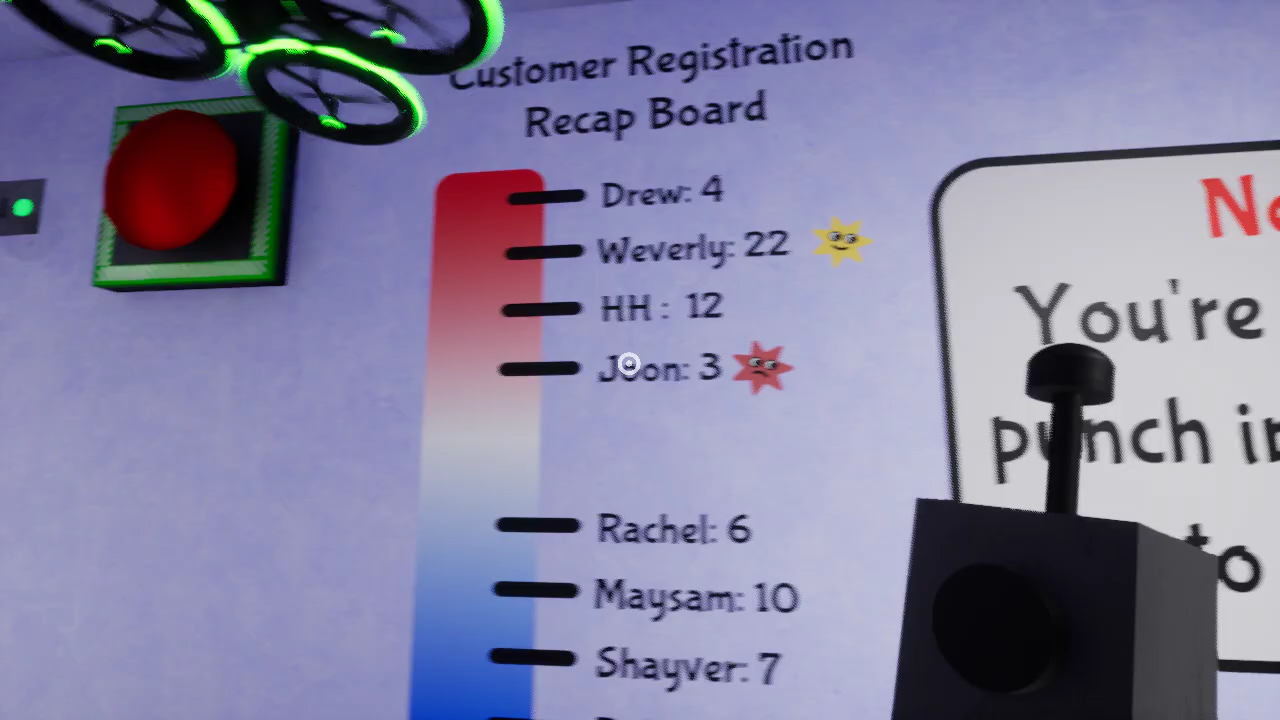 Customer Registration
Recap Board
Drew: 4
Weverly: 22
HH : 12
Joon: 3
Rachel: 6
Maysam: 10
Shayver: 7
You're
punch
to